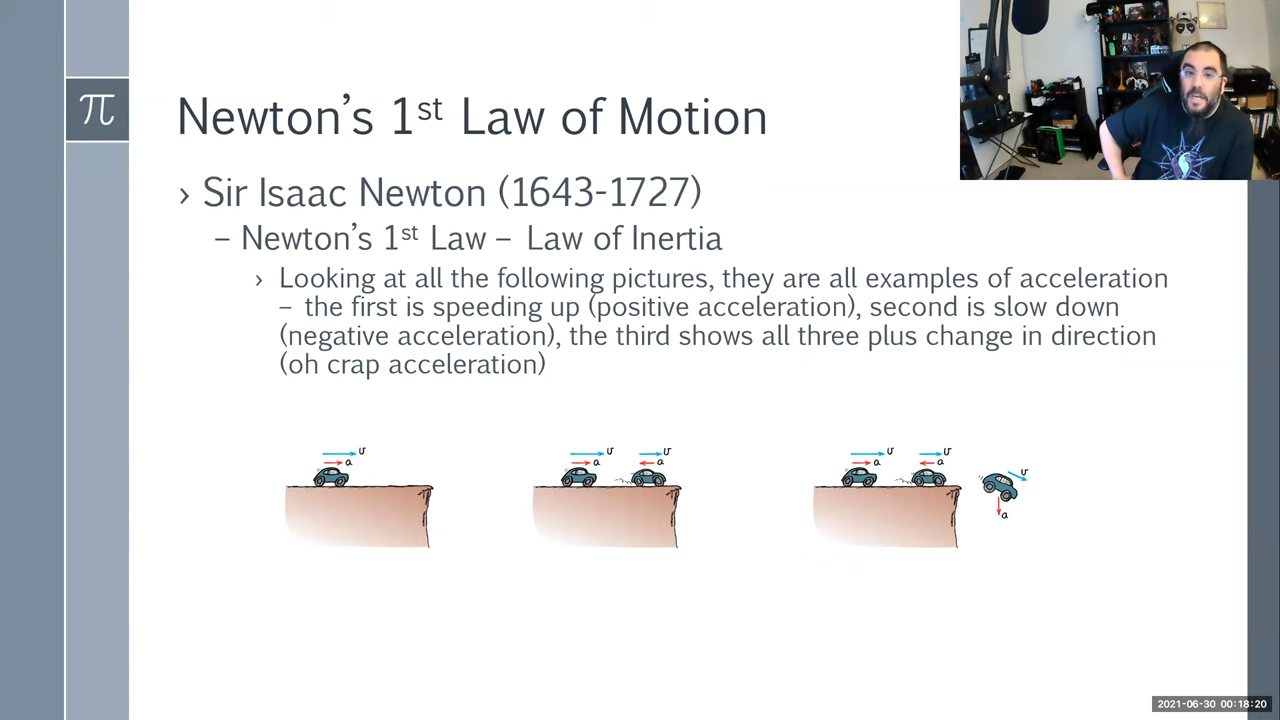 π
Newton's 1st Law of Motion
› Sir Isaac Newton (1643-1727)
– Newton's 1st Law – Law of Inertia
› Looking at all the following pictures, they are all examples of acceleration
– the first is speeding up (positive acceleration), second is slow down
(negative acceleration), the third shows all three plus change in direction
(oh crap acceleration)
v
a
v
a
v
a
v
a
v
a
v
a
2021-06-30 00:18:20